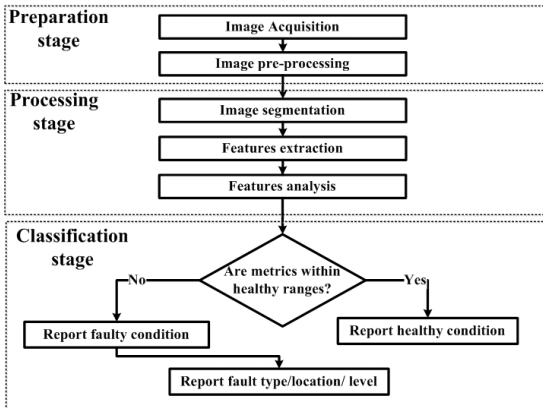 Preparation
stage
Image Acquisition
Image pre-processing
Processing
stage
Image segmentation
Features extraction
Features analysis
Classification
stage
Are metrics within
healthy ranges?
No
Yes
Report faulty condition
Report healthy condition
Report fault type/location/ level